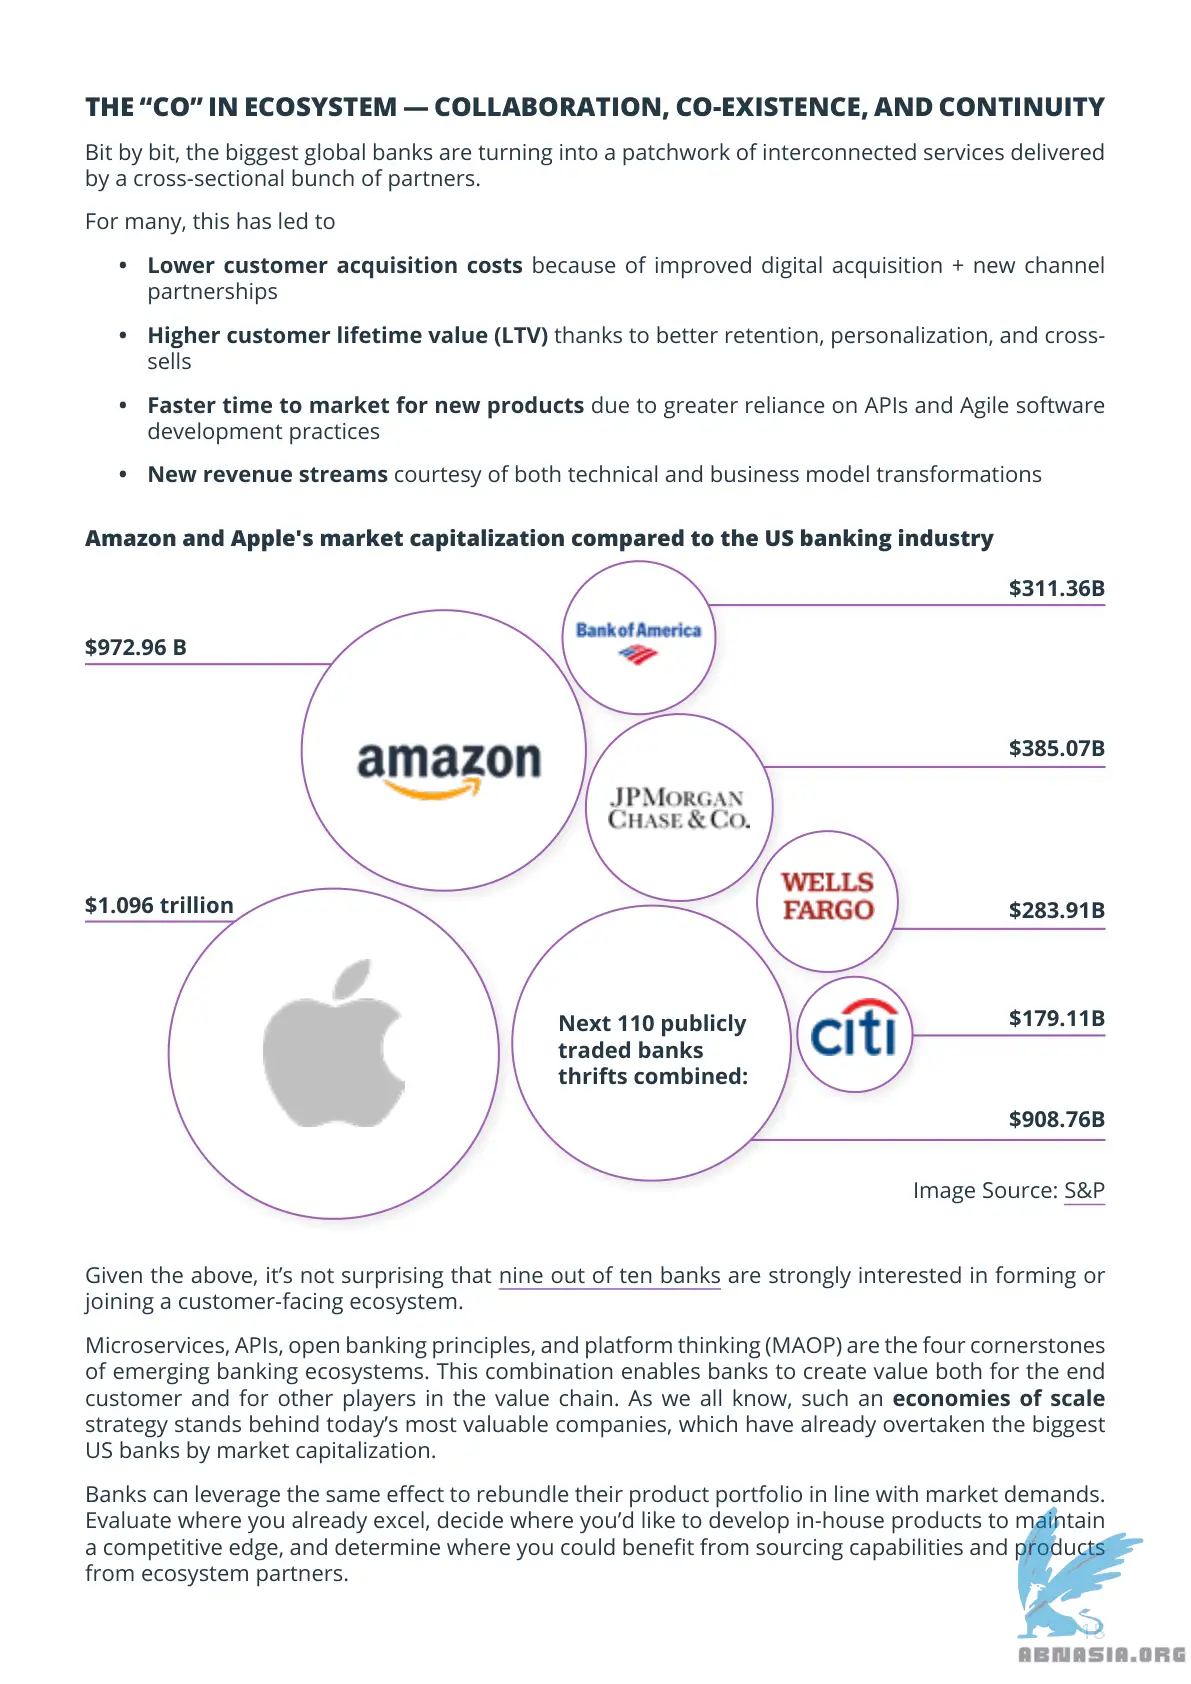 THE “CO” IN ECOSYSTEM — COLLABORATION, CO-EXISTENCE, AND CONTINUITY
Bit by bit, the biggest global banks are turning into a patchwork of interconnected services delivered
by a cross-sectional bunch of partners.
For many, this has led to
• Lower customer acquisition costs because of improved digital acquisition + new channel
partnerships
• Higher customer lifetime value (LTV) thanks to better retention, personalization, and cross-
sells
• Faster time to market for new products due to greater reliance on APIs and Agile software
development practices
• New revenue streams courtesy of both technical and business model transformations
Amazon and Apple's market capitalization compared to the US banking industry
$311.36B
Bank of America
$972.96 B
amazon
$385.07B
JPMORGAN
CHASE & CO.
WELLS
FARGO
$1.096 trillion
$283.91B
Next 110 publicly
traded banks
thrifts combined:
citi
$179.11B
$908.76B
Image Source: S&P
Given the above, it’s not surprising that nine out of ten banks are strongly interested in forming or
joining a customer-facing ecosystem.
Microservices, APIs, open banking principles, and platform thinking (MAOP) are the four cornerstones
of emerging banking ecosystems. This combination enables banks to create value both for the end
customer and for other players in the value chain. As we all know, such an economies of scale
strategy stands behind today’s most valuable companies, which have already overtaken the biggest
US banks by market capitalization.
Banks can leverage the same effect to rebundle their product portfolio in line with market demands.
Evaluate where you already excel, decide where you’d like to develop in-house products to maintain
a competitive edge, and determine where you could benefit from sourcing capabilities and products
from ecosystem partners.
18
ABNASIA.ORG